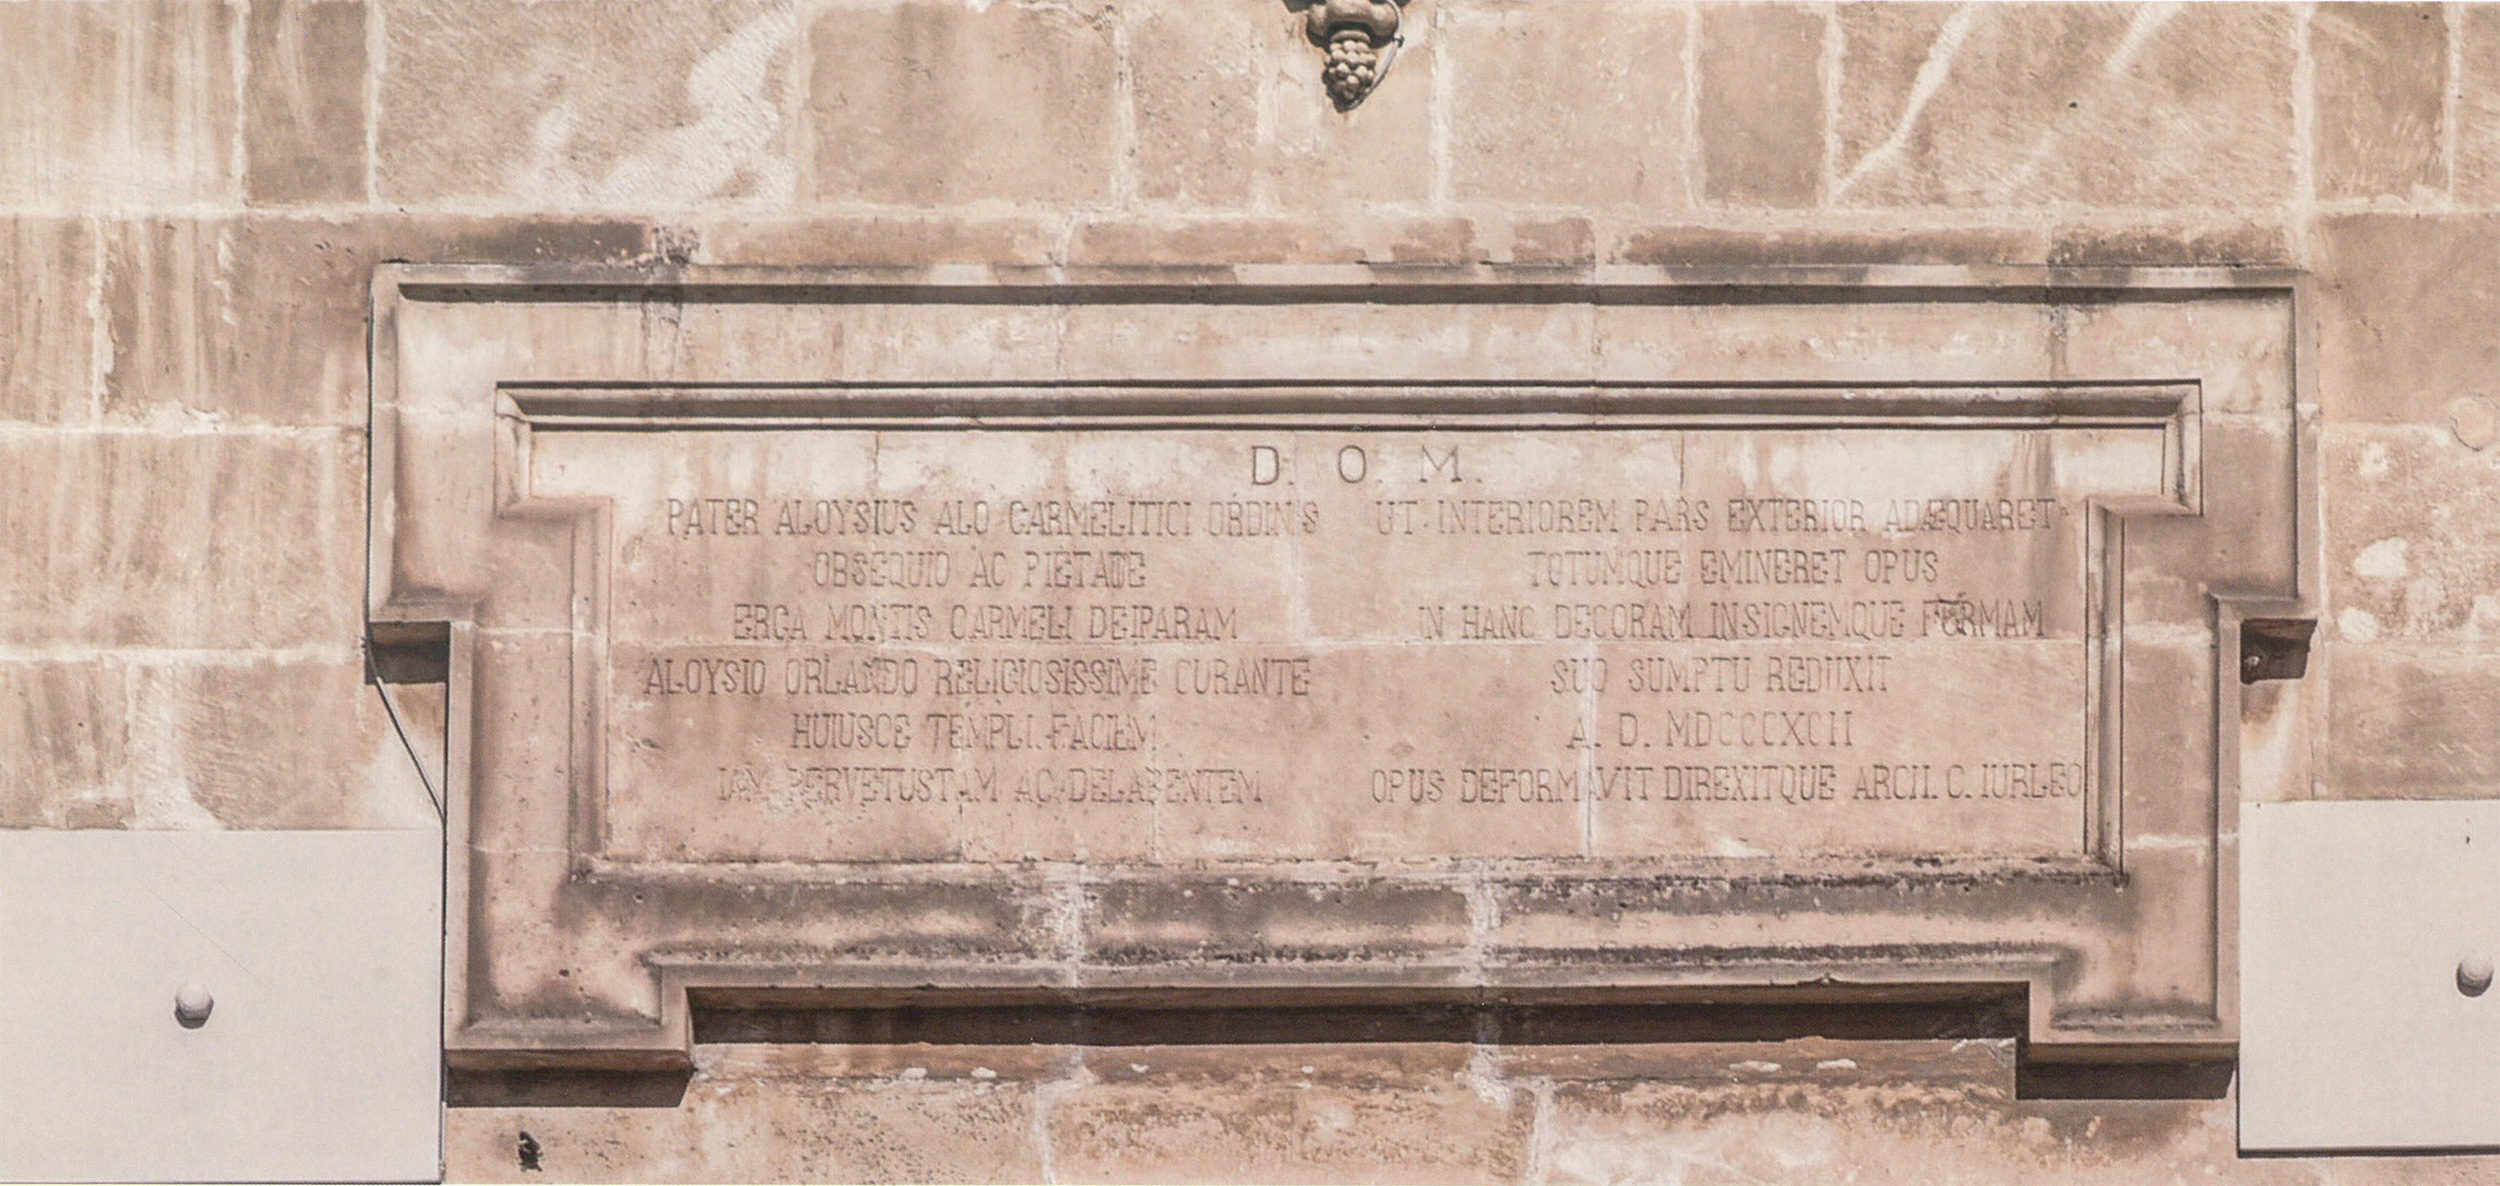 D. O. M.
PATER ALOYSIUS ALO CARMELITICI ORDINIS
OBSEQUIO AC PIETATE
ERGA MONTIS CARMELI DEIPARAM
ALOYSIO ORLANDO RELIGIOSISSIME CURANTE
HUIUSCE TEMPLI FACIEM
IAM PERVETUSTAM AC DELABENTEM
UT INTERIOREM PARS EXTERIOR ADÆQUARET
TOTUMQUE EMINERET OPUS
IN HANC DECORAM INSIGNEMQUE FORMAM
SUO SUMPTU REDUXIT
A. D. MDCCCXCII
OPUS DEFORMAVIT DIREXITQUE ARCH. C. IURLEO